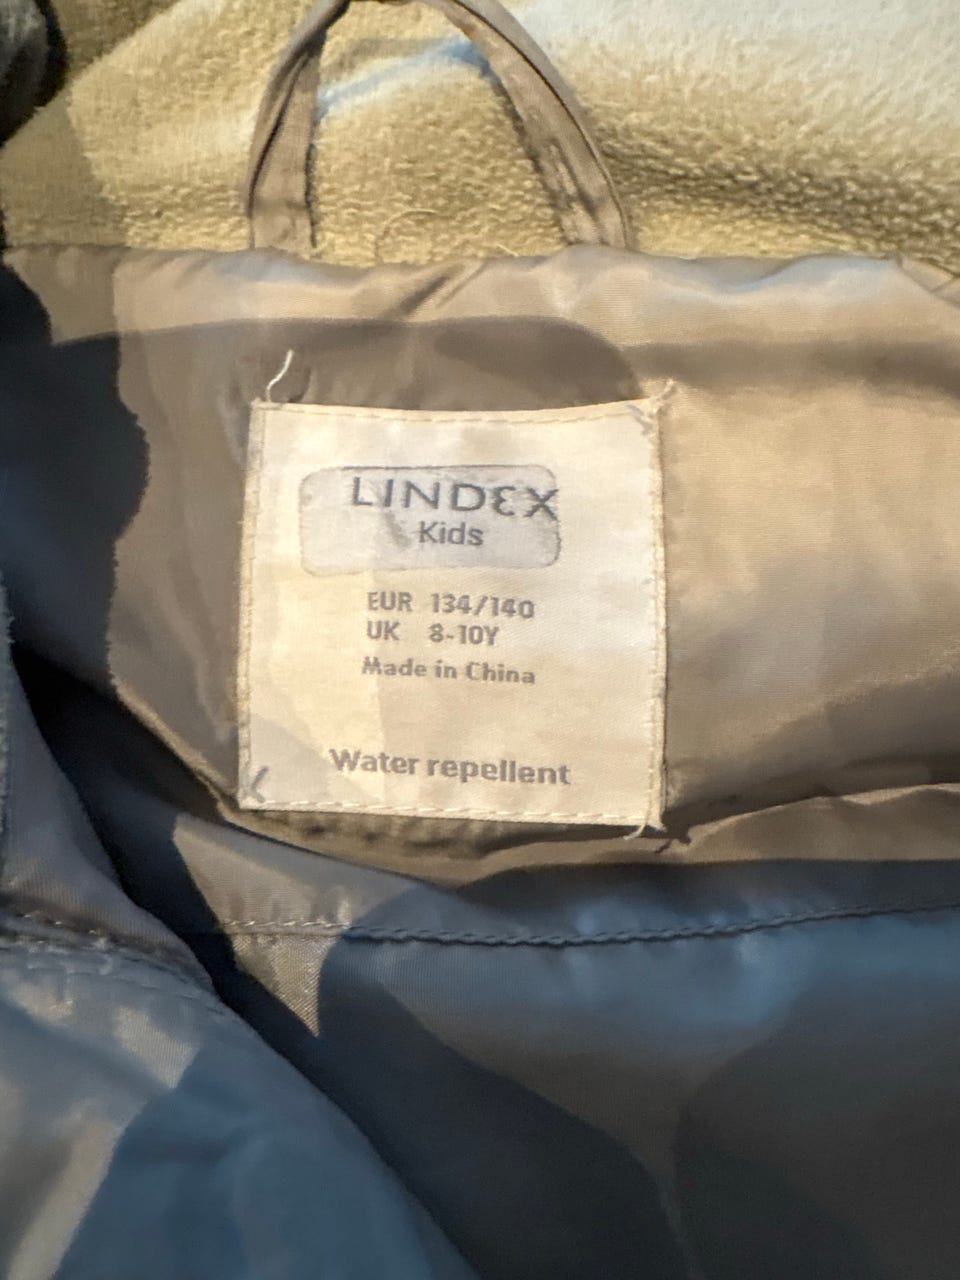 LINDEX
Kids
EUR 134/140
UK 8-10Y
Made in China
Water repellent